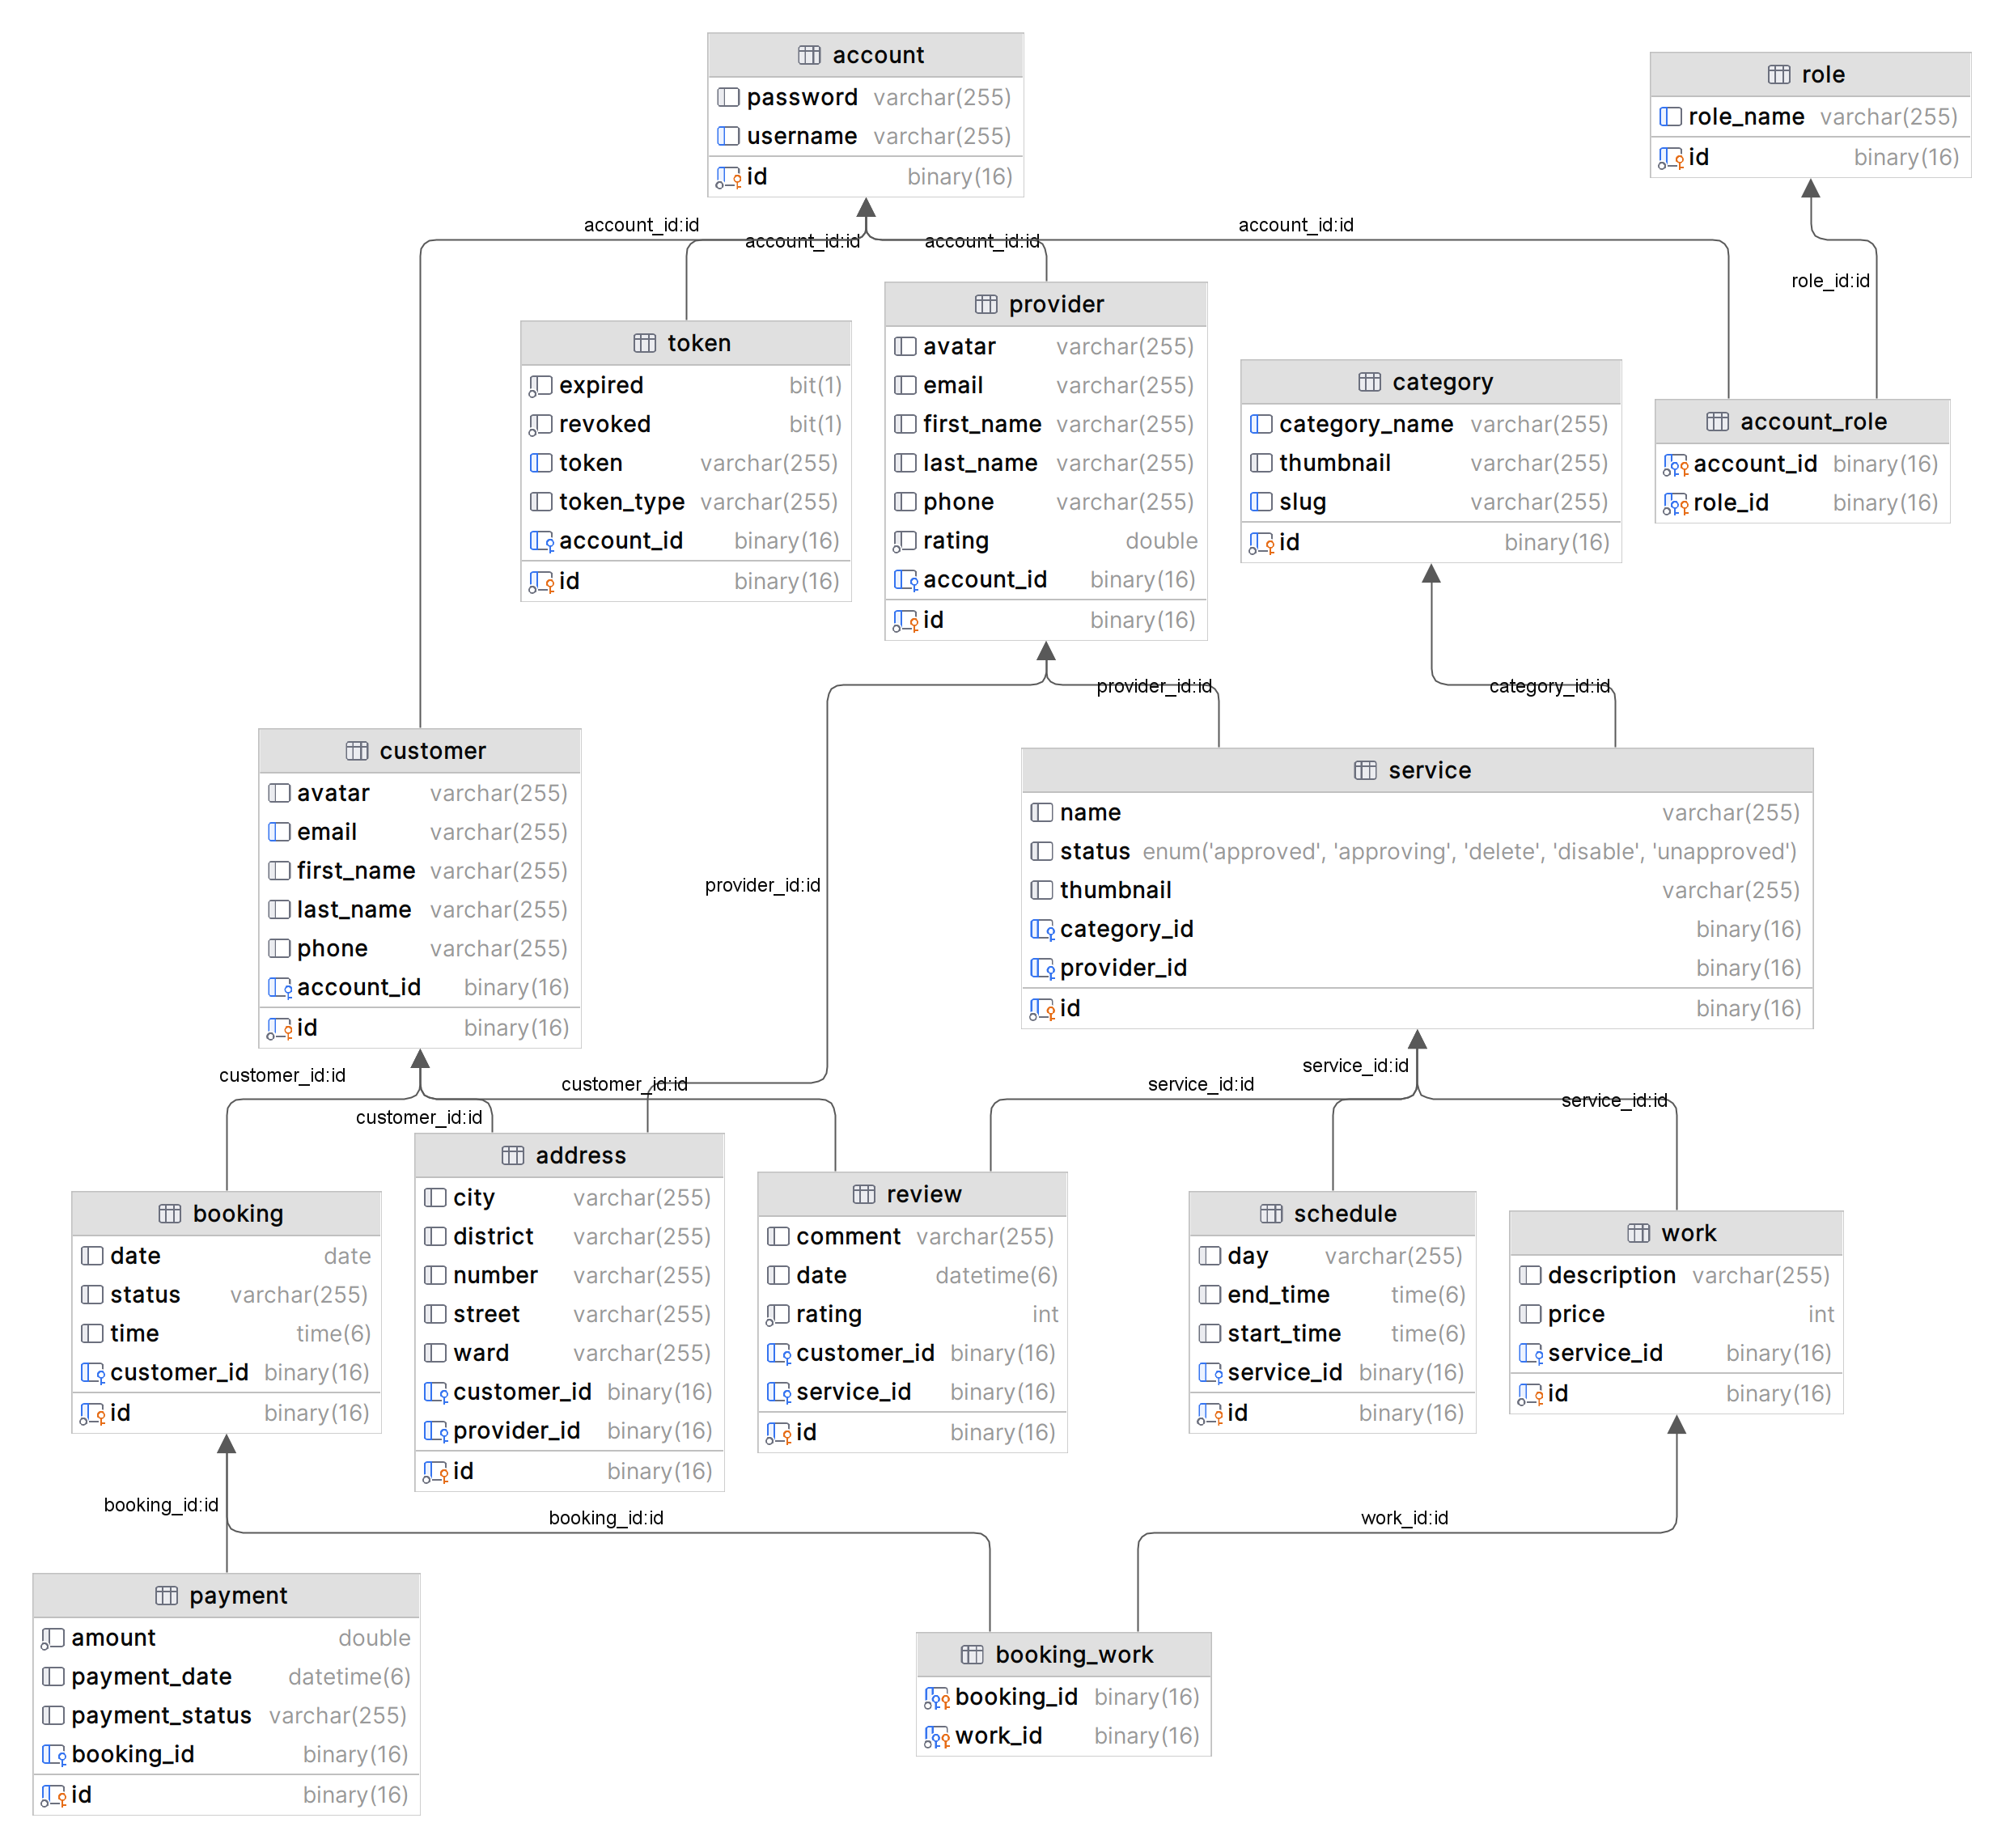 account
password varchar(255)
username varchar(255)
id binary(16)
role
role_name varchar(255)
id binary(16)
account_id:id
account_id:id
account_id:id
account_id:id
role_id:id
provider
avatar varchar(255)
email varchar(255)
first_name varchar(255)
last_name varchar(255)
phone varchar(255)
rating double
account_id binary(16)
id binary(16)
token
expired bit(1)
revoked bit(1)
token varchar(255)
token_type varchar(255)
account_id binary(16)
id binary(16)
category
category_name varchar(255)
thumbnail varchar(255)
slug varchar(255)
id binary(16)
account_role
account_id binary(16)
role_id binary(16)
provider_id:id
category_id:id
customer
avatar varchar(255)
email varchar(255)
first_name varchar(255)
last_name varchar(255)
phone varchar(255)
account_id binary(16)
id binary(16)
provider_id:id
service
name varchar(255)
status enum('approved', 'approving', 'delete', 'disable', 'unapproved')
thumbnail varchar(255)
category_id binary(16)
provider_id binary(16)
id binary(16)
customer_id:id
customer_id:id
customer_id:id
service_id:id
service_id:id
service_id:id
booking
date date
status varchar(255)
time time(6)
customer_id binary(16)
id binary(16)
address
city varchar(255)
district varchar(255)
number varchar(255)
street varchar(255)
ward varchar(255)
customer_id binary(16)
provider_id binary(16)
id binary(16)
review
comment varchar(255)
date datetime(6)
rating int
customer_id binary(16)
service_id binary(16)
id binary(16)
schedule
day varchar(255)
end_time time(6)
start_time time(6)
service_id binary(16)
id binary(16)
work
description varchar(255)
price int
service_id binary(16)
id binary(16)
booking_id:id
booking_id:id
work_id:id
payment
amount double
payment_date datetime(6)
payment_status varchar(255)
booking_id binary(16)
id binary(16)
booking_work
booking_id binary(16)
work_id binary(16)